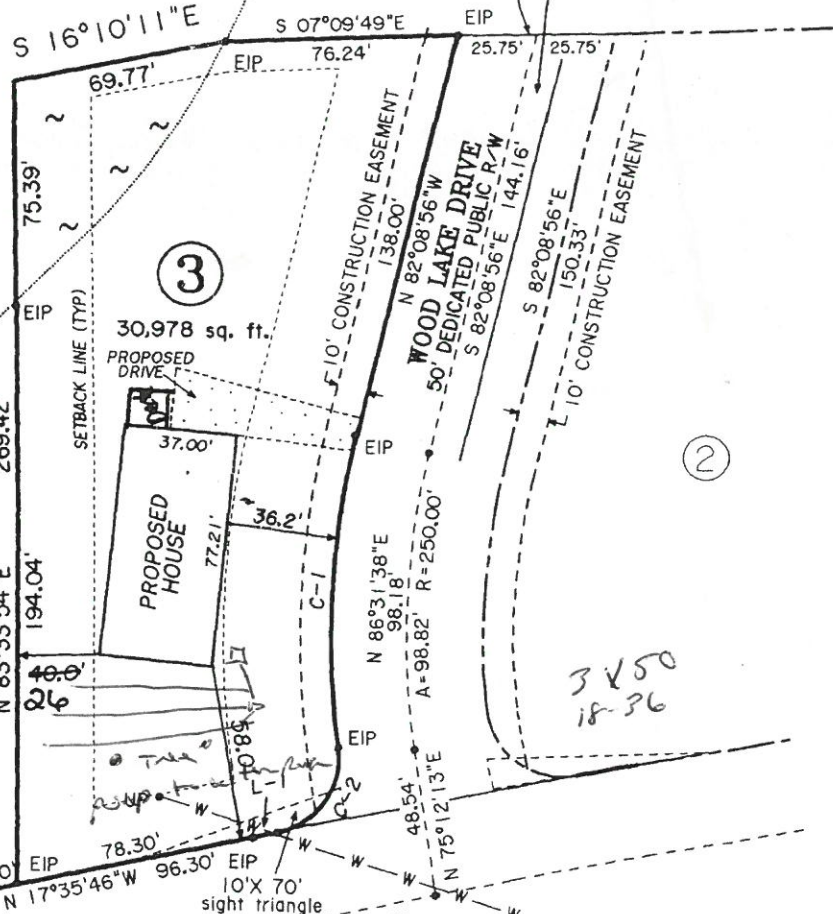 S 16°10'11"E
S 07°09'49"E
EIP
69.77'
EIP
76.24'
25.75'
25.75'
75.39'
10' CONSTRUCTION EASEMENT
138.00'
N 82°08'56"W
WOOD LAKE DRIVE
50' DEDICATED PUBLIC R/W
S 82°08'56"E 144.16'
S 82°08'56"E
150.33'
10' CONSTRUCTION EASEMENT
3
30,978 sq. ft.
EIP
SETBACK LINE (TYP)
PROPOSED
DRIVE
37.00'
EIP
2
PROPOSED
HOUSE
77.21'
36.2'
C-1
N 86°31'38"E
98.18'
A=98.82' R=250.00'
194.04'
40.0'
26
3 X 50
18-36
58.0'
EIP
Tree
L-
C-2
48.54'
N 75°12'13"E
W
W
W
W
W
W
78.30'
EIP
N 17°35'46"W
96.30'
EIP
10'X 70'
sight triangle